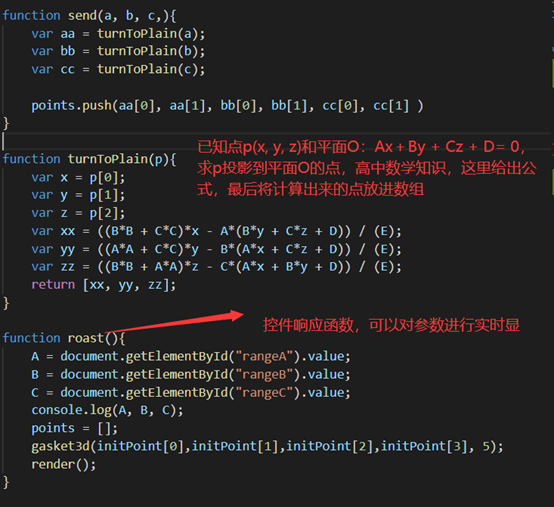 function send(a, b, c,){
    var aa = turnToPlain(a);
    var bb = turnToPlain(b);
    var cc = turnToPlain(c);
    points.push(aa[0], aa[1], bb[0], bb[1], cc[0], cc[1] )
}
已知点p(x, y, z)和平面O：Ax + By + Cz + D= 0，
求p投影到平面O的点，高中数学知识，这里给出公
式，最后将计算出来的点放进数组
function turnToPlain(p){
    var x = p[0];
    var y = p[1];
    var z = p[2];
    var xx = ((B*B + C*C)*x - A*(B*y + C*z + D)) / (E);
    var yy = ((A*A + C*C)*y - B*(A*x + C*z + D)) / (E);
    var zz = ((B*B + A*A)*z - C*(A*x + B*y + D)) / (E);
    return [xx, yy, zz];
}
控件响应函数，可以对参数进行实时显
function roast(){
    A = document.getElementById("rangeA").value;
    B = document.getElementById("rangeB").value;
    C = document.getElementById("rangeC").value;
    console.log(A, B, C);
    points = [];
    gasket3d(initPoint[0],initPoint[1],initPoint[2],initPoint[3], 5);
    render();
}